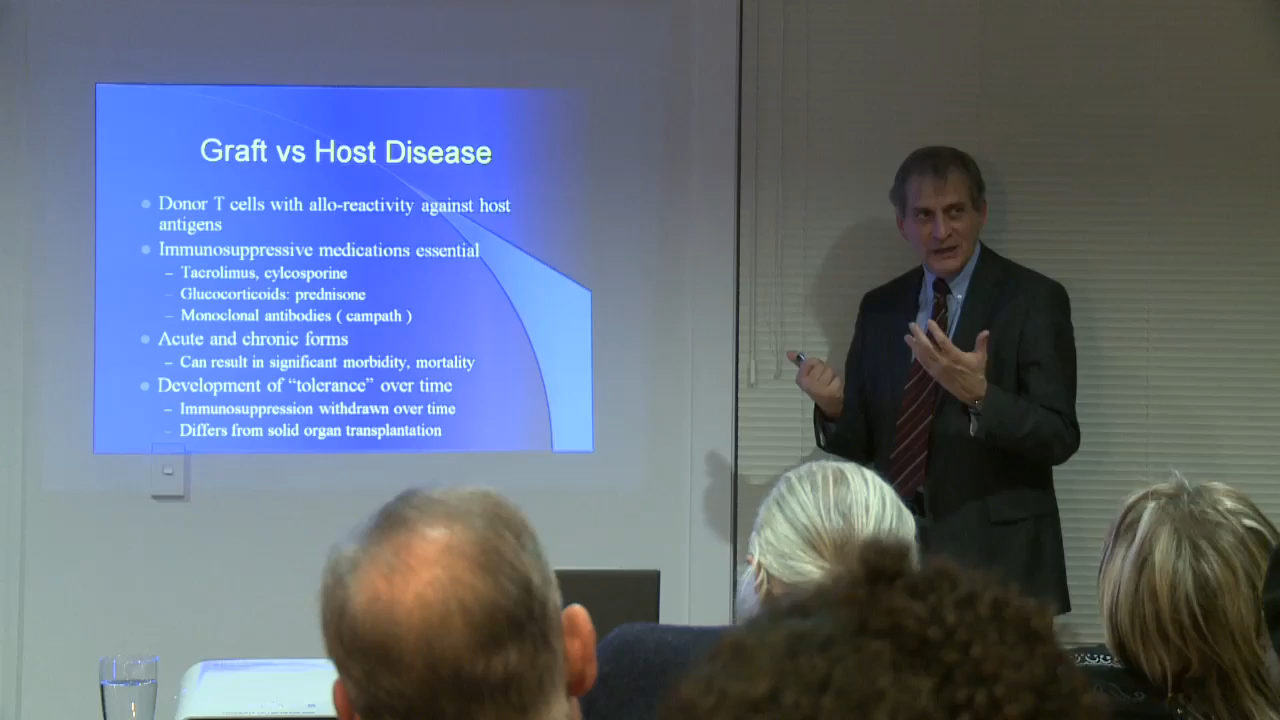 Graft vs Host Disease
Donor T cells with allo-reactivity against host
antigens
Immunosuppressive medications essential
– Tacrolimus, cylcosporine
– Glucocorticoids: prednisone
– Monoclonal antibodies ( campath )
Acute and chronic forms
– Can result in significant morbidity, mortality
Development of “tolerance” over time
– Immunosuppression withdrawn over time
– Differs from solid organ transplantation